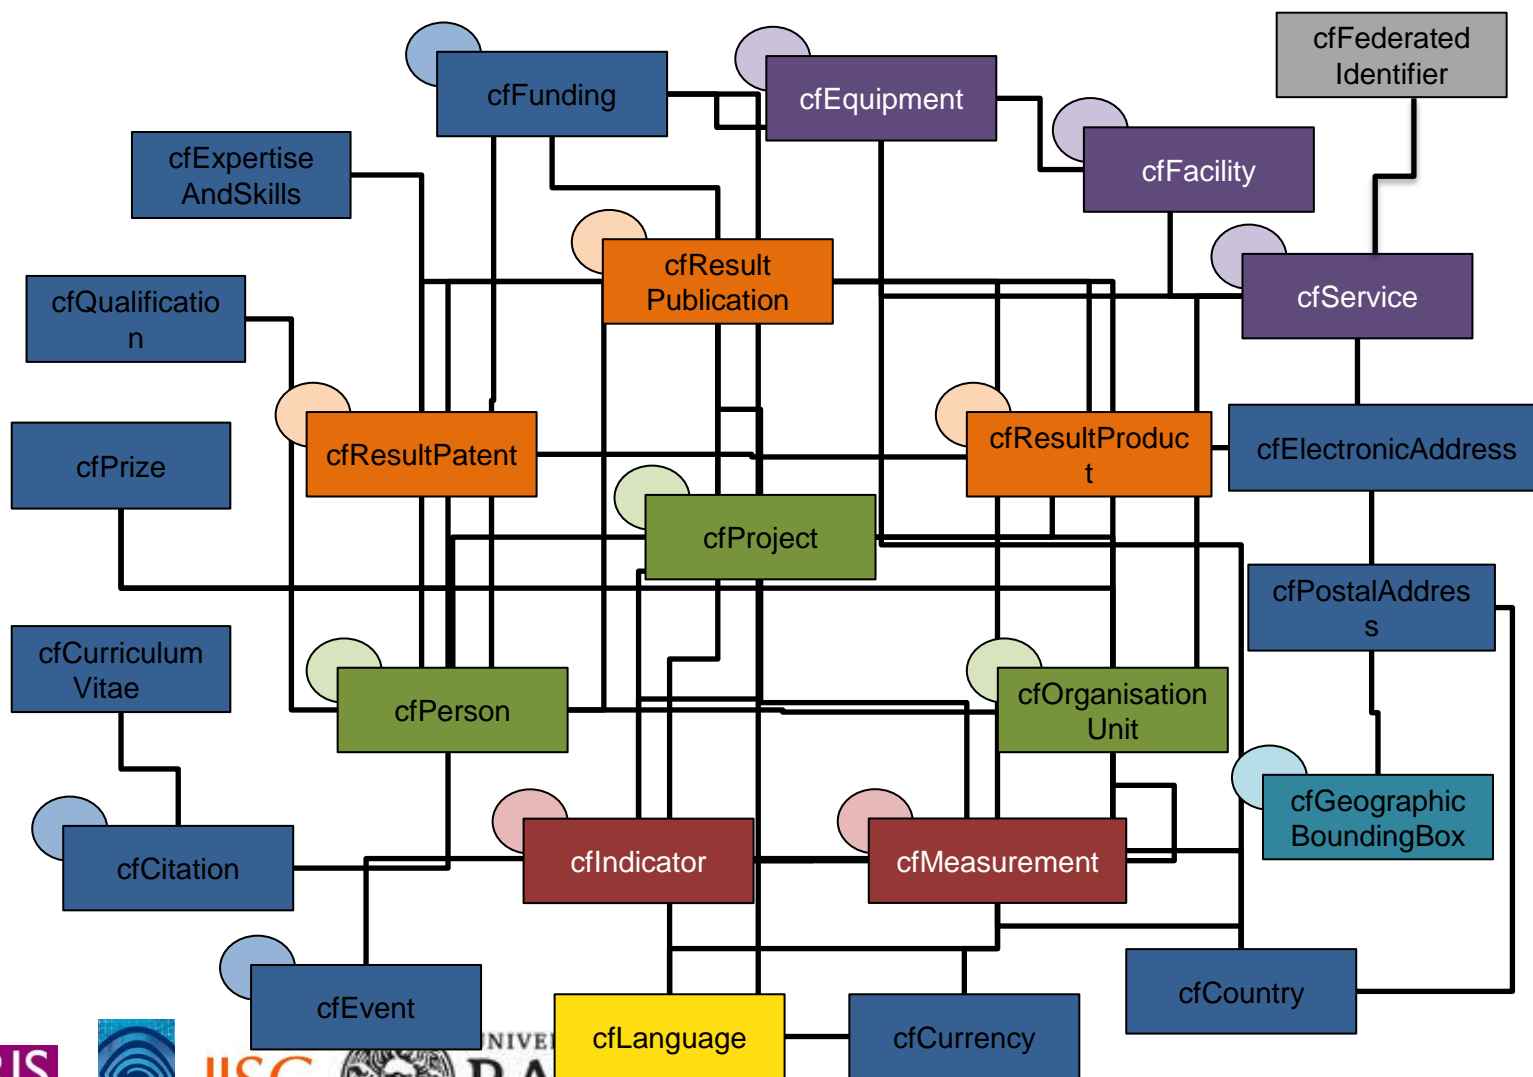 cfFederated
Identifier
cfFunding
cfEquipment
cfExpertise
AndSkills
cfFacility
cfResult
Publication
cfQualificatio
n
cfService
cfResultPatent
cfResultProduc
t
cfElectronicAddress
cfPrize
cfProject
cfPostalAddres
s
cfCurriculum
Vitae
cfPerson
cfOrganisation
Unit
cfGeographic
BoundingBox
cfCitation
cfIndicator
cfMeasurement
cfEvent
cfCountry
cfLanguage
cfCurrency